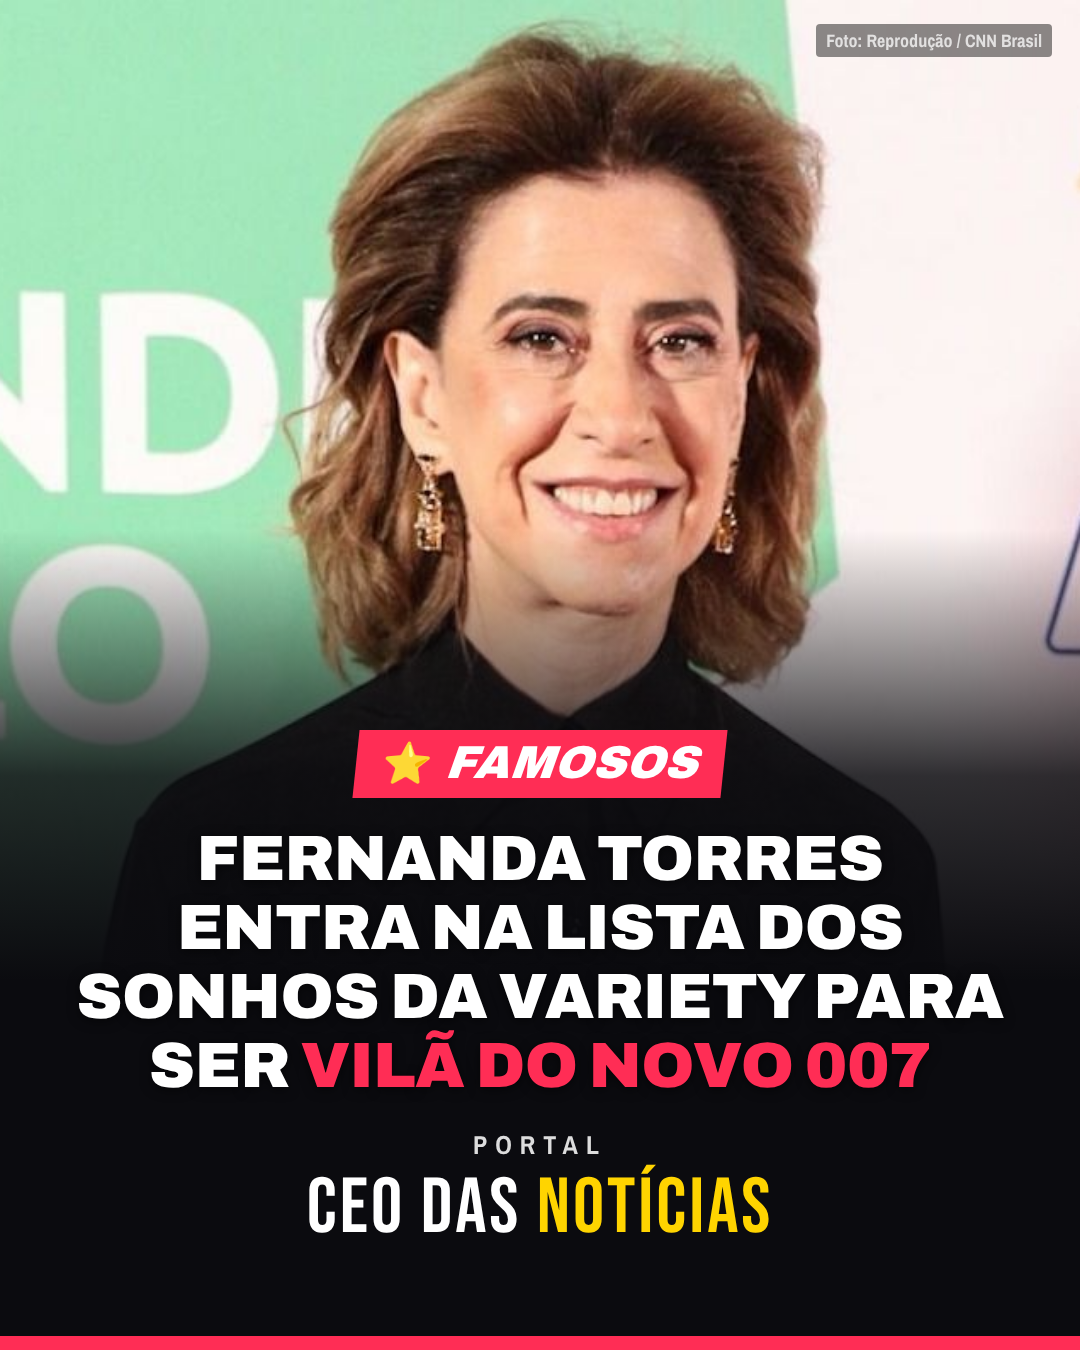 Foto: Reprodução / CNN Brasil
ND
O
FAMOSOS
FERNANDA TORRES
ENTRA NA LISTA DOS
SONHOS DA VARIETY PARA
SER VILÃ DO NOVO 007
PORTAL
CEO DAS NOTÍCIAS